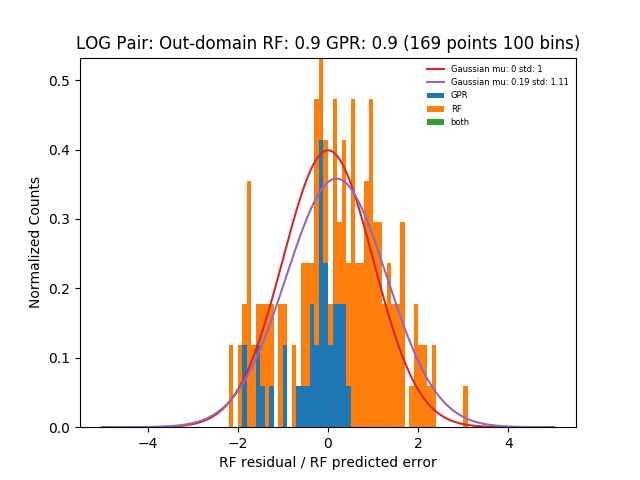 LOG Pair: Out-domain RF: 0.9 GPR: 0.9 (169 points 100 bins)
Gaussian mu: 0 std: 1
Gaussian mu: 0.19 std: 1.11
GPR
RF
both
Normalized Counts
0.5
0.4
0.3
0.2
0.1
0.0
−4 −2 0 2 4
RF residual / RF predicted error